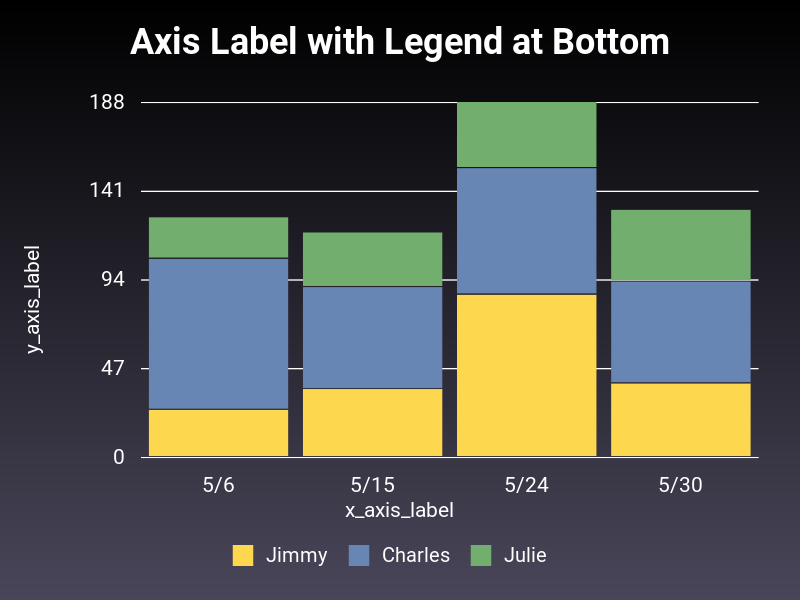 Axis Label with Legend at Bottom
188
141
94
47
0
y_axis_label
5/6 5/15 5/24 5/30
x_axis_label
Jimmy Charles Julie